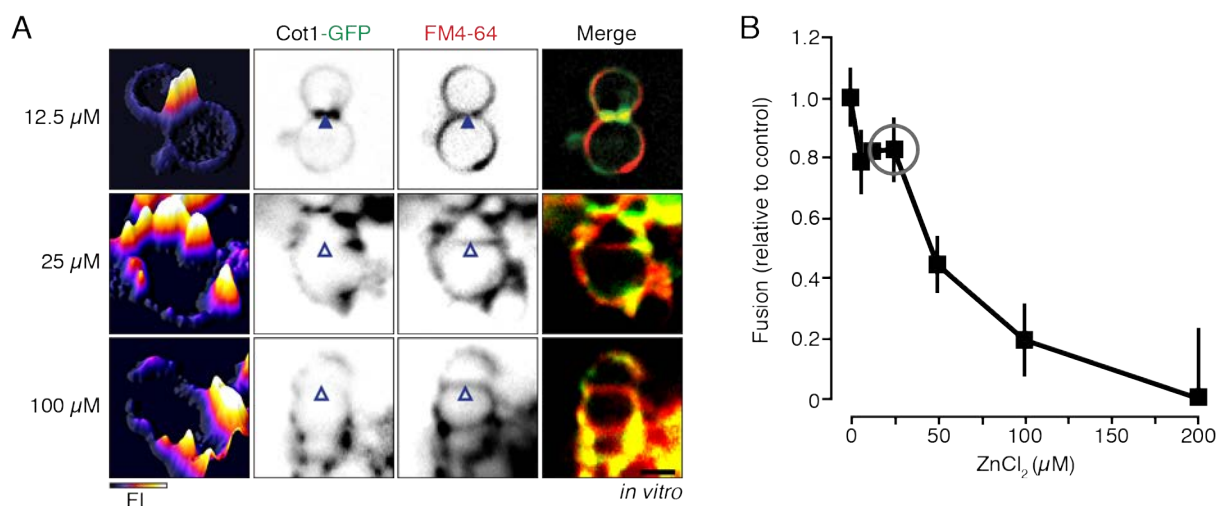 A
Cot1-GFP FM4-64 Merge
12.5 µM
25 µM
100 µM
FI
in vitro
B
Fusion (relative to control)
1.2
1.0
0.8
0.6
0.4
0.2
0
0 50 100 150 200
ZnCl2 (µM)